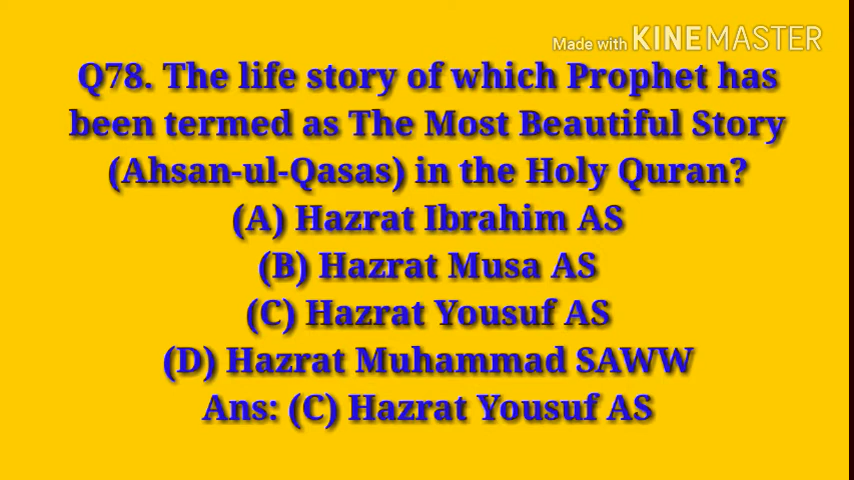 Made with KINEMASTER
Q78. The life story of which Prophet has
been termed as The Most Beautiful Story
(Ahsan-ul-Qasas) in the Holy Quran?
(A) Hazrat Ibrahim AS
(B) Hazrat Musa AS
(C) Hazrat Yousuf AS
(D) Hazrat Muhammad SAWW
Ans: (C) Hazrat Yousuf AS